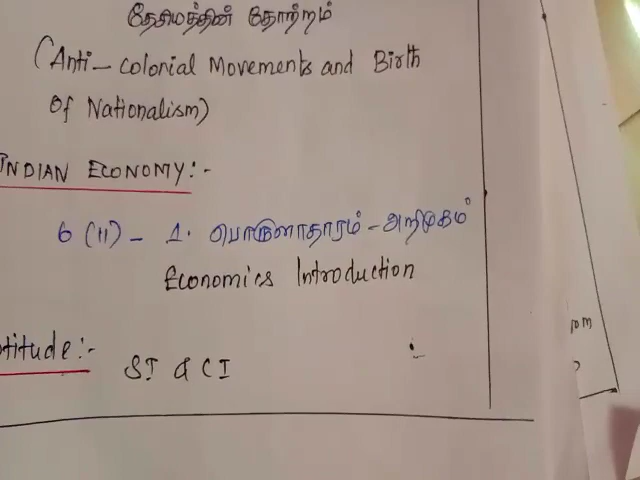 தேசியத்தின் தோற்றம்
(Anti-colonial Movements and Birth
Of Nationalism)
INDIAN ECONOMY:-
6 (II) - 1. பொருளாதாரம் - அறிமுகம்
Economics Introduction
titude:-
SI & CI